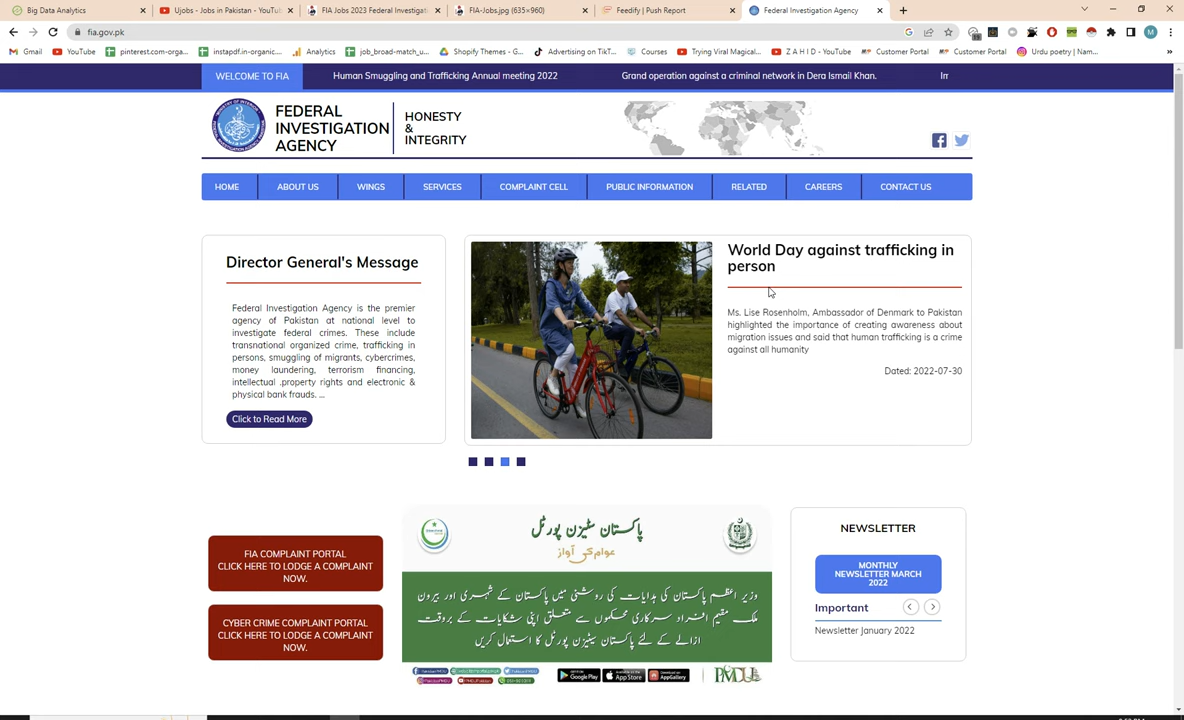 Big Data Analytics
Ujobs - Jobs in Pakistan - YouTu
FIA Jobs 2023 Federal Investigat
FIA-Jobs.jpg (635×960)
Feedify | Push Report
Federal Investigation Agency
fia.gov.pk
Gmail
YouTube
pinterest.com-orga...
instapdf.in-organic...
Analytics
job_broad-match_u...
Shopify Themes - G...
Advertising on TikT...
Courses
Trying Viral Magical...
Z A H I D - YouTube
Customer Portal
Customer Portal
Urdu poetry | Nam...
WELCOME TO FIA
Human Smuggling and Trafficking Annual meeting 2022
Grand operation against a criminal network in Dera Ismail Khan.
FEDERAL
INVESTIGATION
AGENCY
HONESTY
&
INTEGRITY
HOME
ABOUT US
WINGS
SERVICES
COMPLAINT CELL
PUBLIC INFORMATION
RELATED
CAREERS
CONTACT US
Director General's Message
Federal Investigation Agency is the premier
agency of Pakistan at national level to
investigate federal crimes. These include
transnational organized crime, trafficking in
persons, smuggling of migrants, cybercrimes,
money laundering, terrorism financing,
intellectual .property rights and electronic &
physical bank frauds. ...
Click to Read More
World Day against trafficking in
person
Ms. Lise Rosenholm, Ambassador of Denmark to Pakistan
highlighted the importance of creating awareness about
migration issues and said that human trafficking is a crime
against all humanity
Dated: 2022-07-30
FIA COMPLAINT PORTAL
CLICK HERE TO LODGE A COMPLAINT
NOW.
CYBER CRIME COMPLAINT PORTAL
CLICK HERE TO LODGE A COMPLAINT
NOW.
پاکستان سٹیزن پورٹل
عوام کی آواز
وزیر اعظم پاکستان کی ہدایات کی روشنی میں پاکستان کے شہری اور بیرون
ملک مقیم افراد سرکاری محکموں سے متعلق اپنی شکایات کے بروقت
ازالے کے لئے پاکستان سیٹیزن پورٹل کا استعمال کریں
Google Play
App Store
AppGallery
PMDU
NEWSLETTER
MONTHLY
NEWSLETTER MARCH
2022
Important
Newsletter January 2022